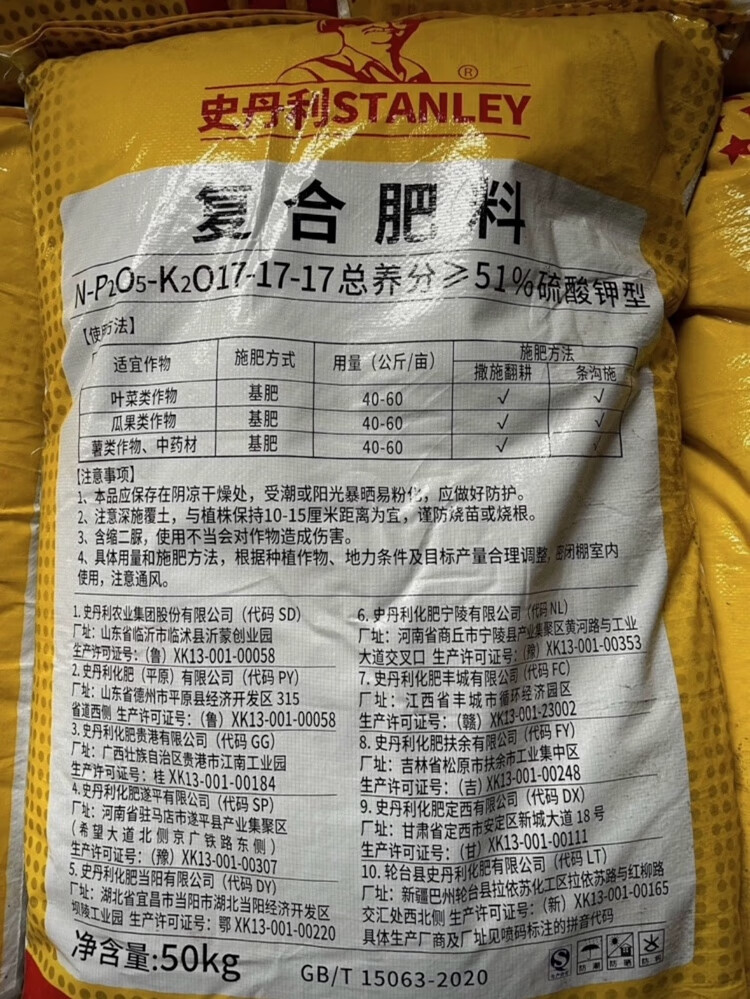 ®
史丹利STANLEY
复合肥料
N-P₂O₅-K₂O17-17-17总养分≥51%硫酸钾型
【使用方法】
适宜作物 施肥方式 用量（公斤/亩） 施肥方法
撒施翻耕 条沟施
叶菜类作物 基肥 40-60 √ √
瓜果类作物 基肥 40-60 √ √
薯类作物、中药材 基肥 40-60 √ √
【注意事项】
1、本品应保存在阴凉干燥处，受潮或阳光暴晒易粉化，应做好防护。
2、注意深施覆土，与植株保持10-15厘米距离为宜，谨防烧苗或烧根。
3、含缩二脲，使用不当会对作物造成伤害。
4、具体用量和施肥方法，根据种植作物、地力条件及目标产量合理调整，密闭棚室内
使用，注意通风。
1.史丹利农业集团股份有限公司（代码 SD）
厂址：山东省临沂市临沭县沂蒙创业园
生产许可证号：（鲁）XK13-001-00058
2.史丹利化肥（平原）有限公司（代码 PY）
厂址：山东省德州市平原县经济开发区 315
省道西侧 生产许可证号：（鲁）XK13-001-00058
3.史丹利化肥贵港有限公司（代码 GG）
厂址：广西壮族自治区贵港市江南工业园
生产许可证号：桂 XK13-001-00184
4.史丹利化肥遂平有限公司（代码 SP）
厂址：河南省驻马店市遂平县产业集聚区
（希望大道北侧京广铁路东侧）
生产许可证号：（豫）XK13-001-00307
5.史丹利化肥当阳有限公司（代码 DY）
厂址：湖北省宜昌市当阳市湖北当阳经济开发区
坝陵工业园 生产许可证号：鄂 XK13-001-00220
6.史丹利化肥宁陵有限公司（代码 NL）
厂址：河南省商丘市宁陵县产业集聚区黄河路与工业
大道交叉口 生产许可证号：（豫）XK13-001-00353
7.史丹利化肥丰城有限公司（代码 FC）
厂址：江西省丰城市循环经济园区
生产许可证号：（赣）XK13-001-23002
8.史丹利化肥扶余有限公司（代码 FY）
厂址：吉林省松原市扶余市工业集中区
生产许可证号：（吉）XK13-001-00248
9.史丹利化肥定西有限公司（代码 DX）
厂址：甘肃省定西市安定区新城大道 18 号
生产许可证号：（甘）XK13-001-00111
10.轮台县史丹利化肥有限公司（代码 LT）
厂址：新疆巴州轮台县拉依苏化工区拉依苏路与红柳路
交汇处西北侧 生产许可证号：（新）XK13-001-00165
具体生产厂商及厂址见喷码标注的拼音代码
净含量:50kg
GB/T 15063-2020
防潮 防晒